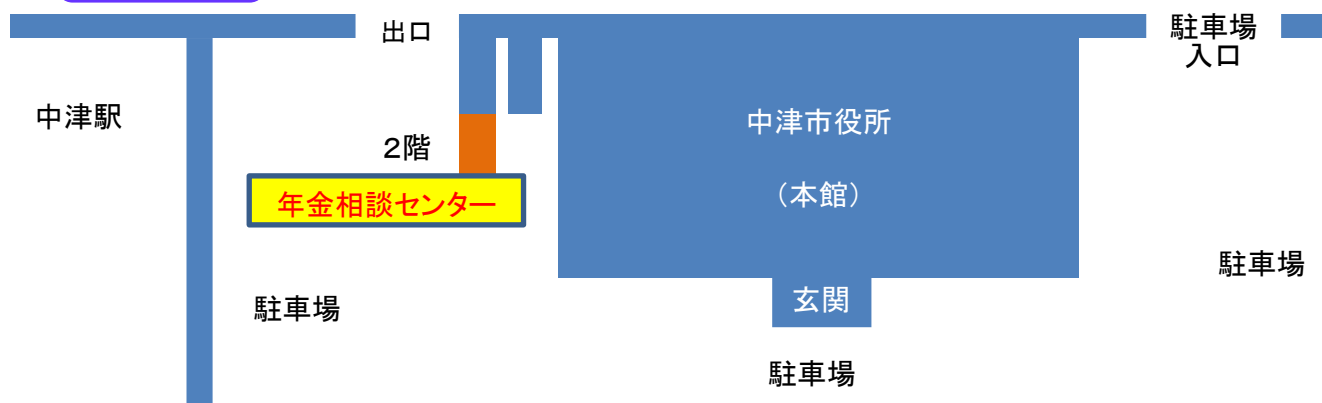 出口
駐車場
入口
中津駅
中津市役所
2階
(本館)
年金相談センター
駐車場
駐車場
玄関
駐車場